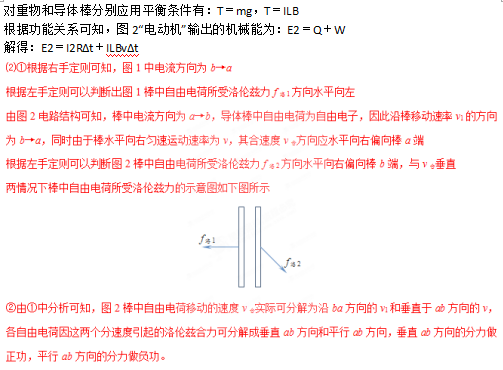 对重物和导体棒分别应用平衡条件有：T＝mg，T＝ILB
根据功能关系可知，图2“电动机”输出的机械能为：E2＝Q＋W
解得：E2＝I2RΔt＋ILBvΔt
⑵①根据右手定则可知，图1中电流方向为 b→a
根据左手定则可以判断出图1棒中自由电荷所受洛伦兹力 f洛1方向水平向左
由图2电路结构可知，棒中电流方向为 a→b，导体棒中自由电荷为自由电子，因此沿棒移动速率 v1的方向
为 b→a，同时由于棒水平向右匀速运动速率为 v，其合速度 v合方向应水平向右偏向棒 a 端
根据左手定则可以判断图2棒中自由电荷所受洛伦兹力 f洛2方向水平向右偏向棒 b 端，与 v合垂直
两情况下棒中自由电荷所受洛伦兹力的示意图如下图所示
f洛1
f洛2
②由①中分析可知，图2棒中自由电荷移动的速度 v合实际可分解为沿 ba 方向的 v1和垂直于 ab 方向的 v，
各自由电荷因这两个分速度引起的洛伦兹合力可分解成垂直 ab 方向和平行 ab 方向，垂直 ab 方向的分力做
正功，平行 ab 方向的分力做负功。